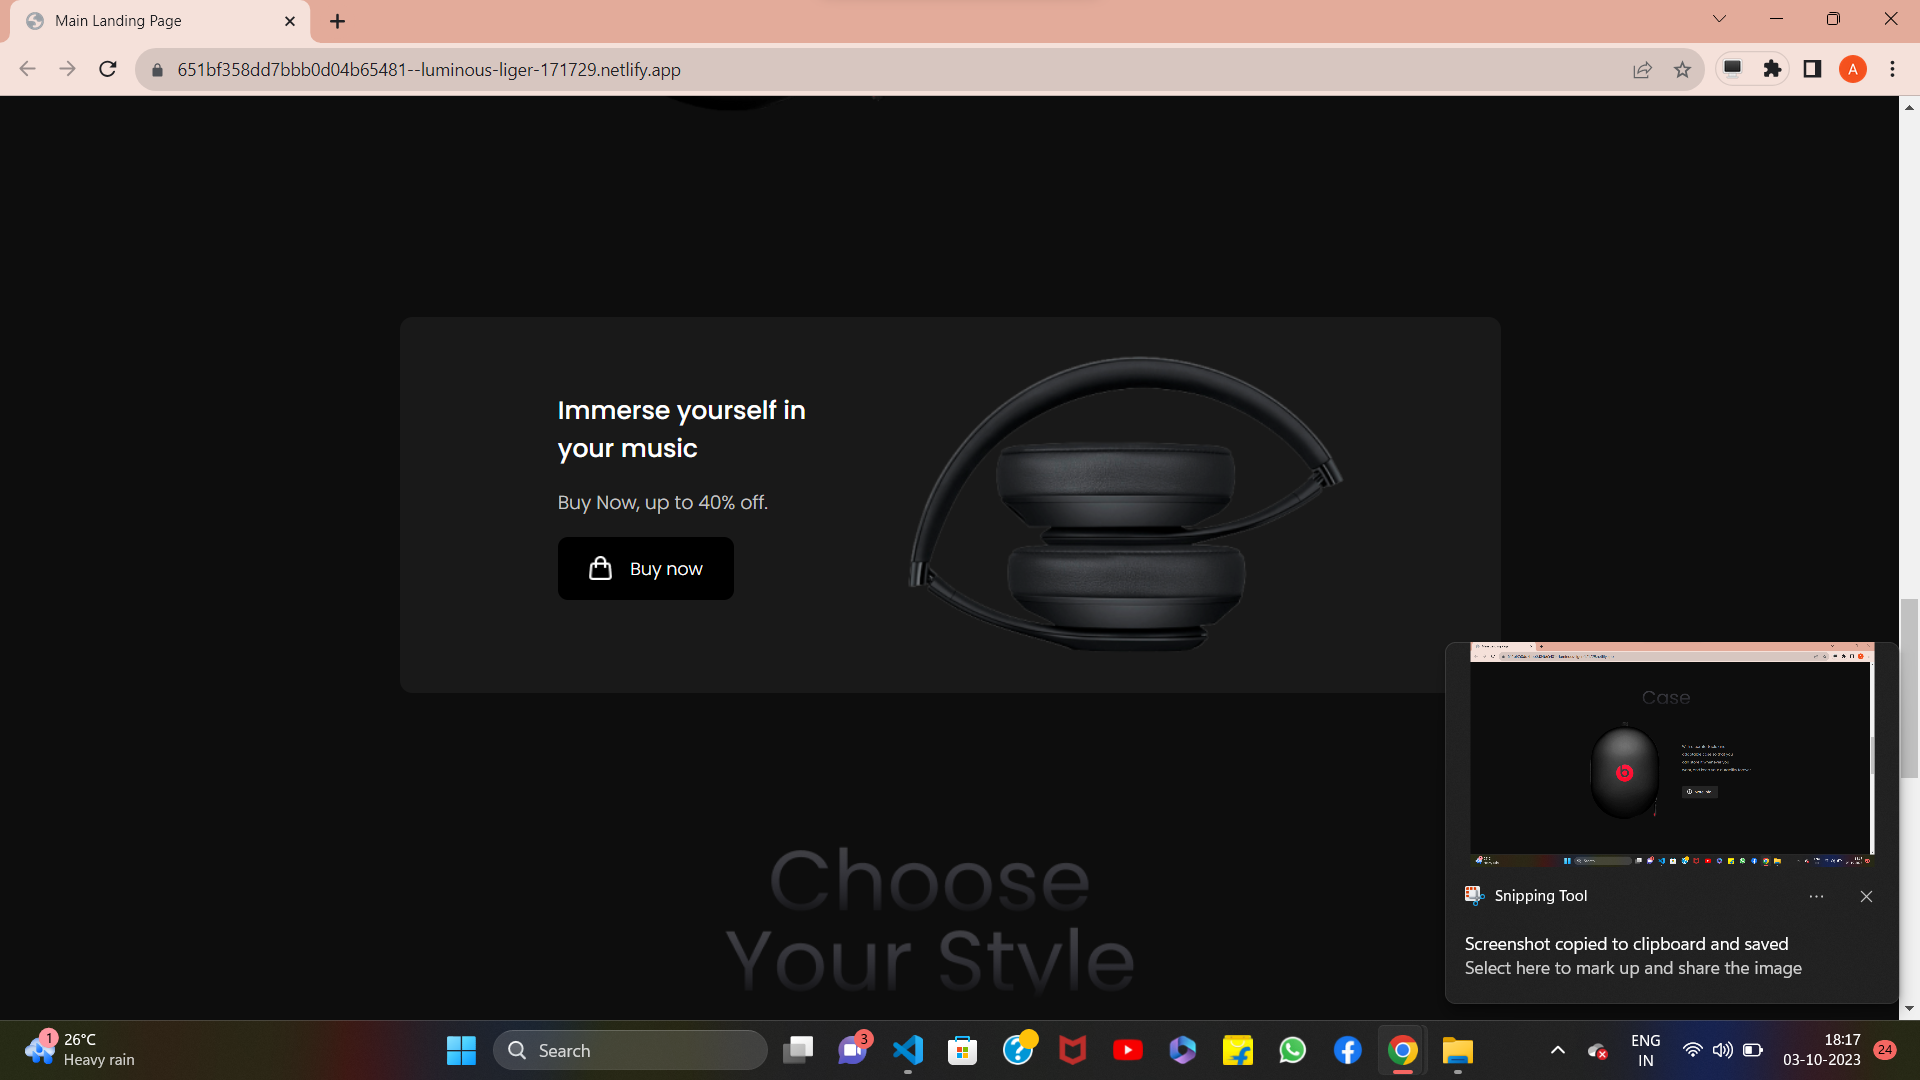 Main Landing Page
651bf358dd7bbb0d04b65481--luminous-liger-171729.netlify.app
A
Immerse yourself in
your music
Buy Now, up to 40% off.
Buy now
Choose
Your Style
Case
Snipping Tool
Screenshot copied to clipboard and saved
Select here to mark up and share the image
1
26°C
Heavy rain
Search
3
ENG
IN
18:17
03-10-2023
24